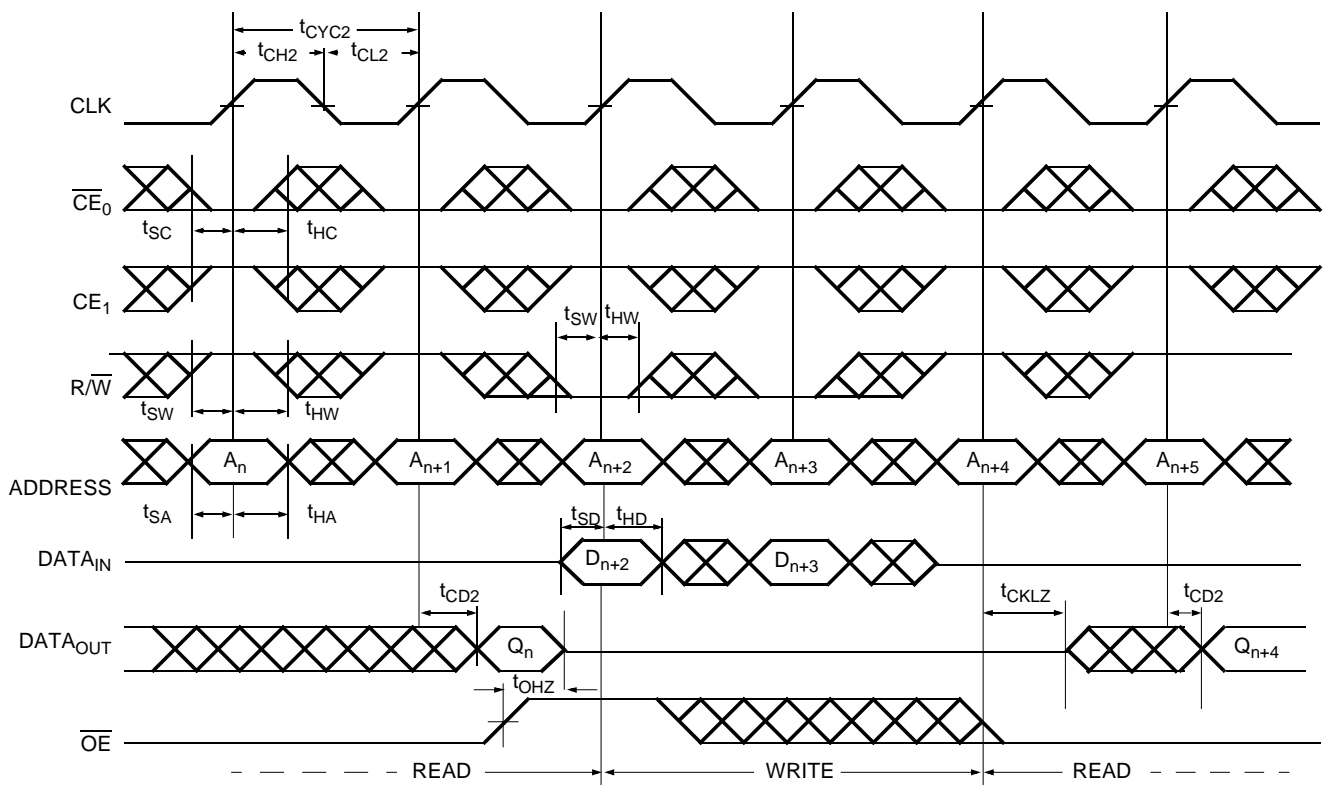 tCYC2
tCH2 tCL2
CLK
CE0
tSC tHC
CE1
tSW tHW
R/W
tSW tHW
An An+1 An+2 An+3 An+4 An+5
ADDRESS
tSA tHA tSD tHD
DATAIN Dn+2 Dn+3
tCD2 tCKLZ tCD2
DATAOUT Qn Qn+4
tOHZ
OE
READ WRITE READ